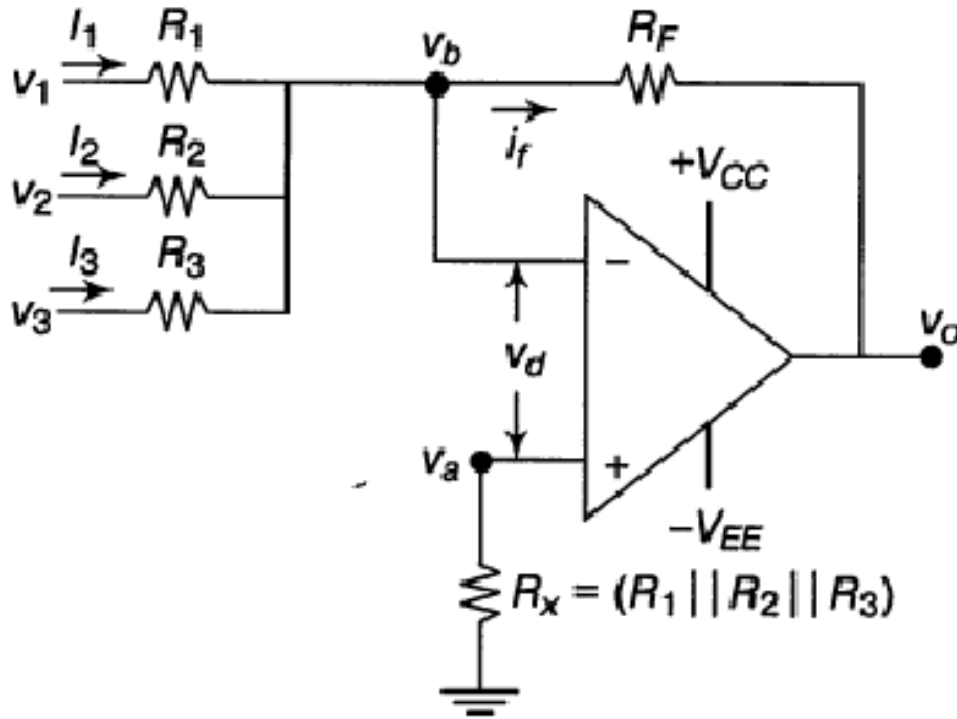 I1 R1
v1
vb
RF
if
I2 R2
v2
+VCC
I3 R3
v3
−
vd
vo
va
+
−VEE
Rx = (R1||R2||R3)